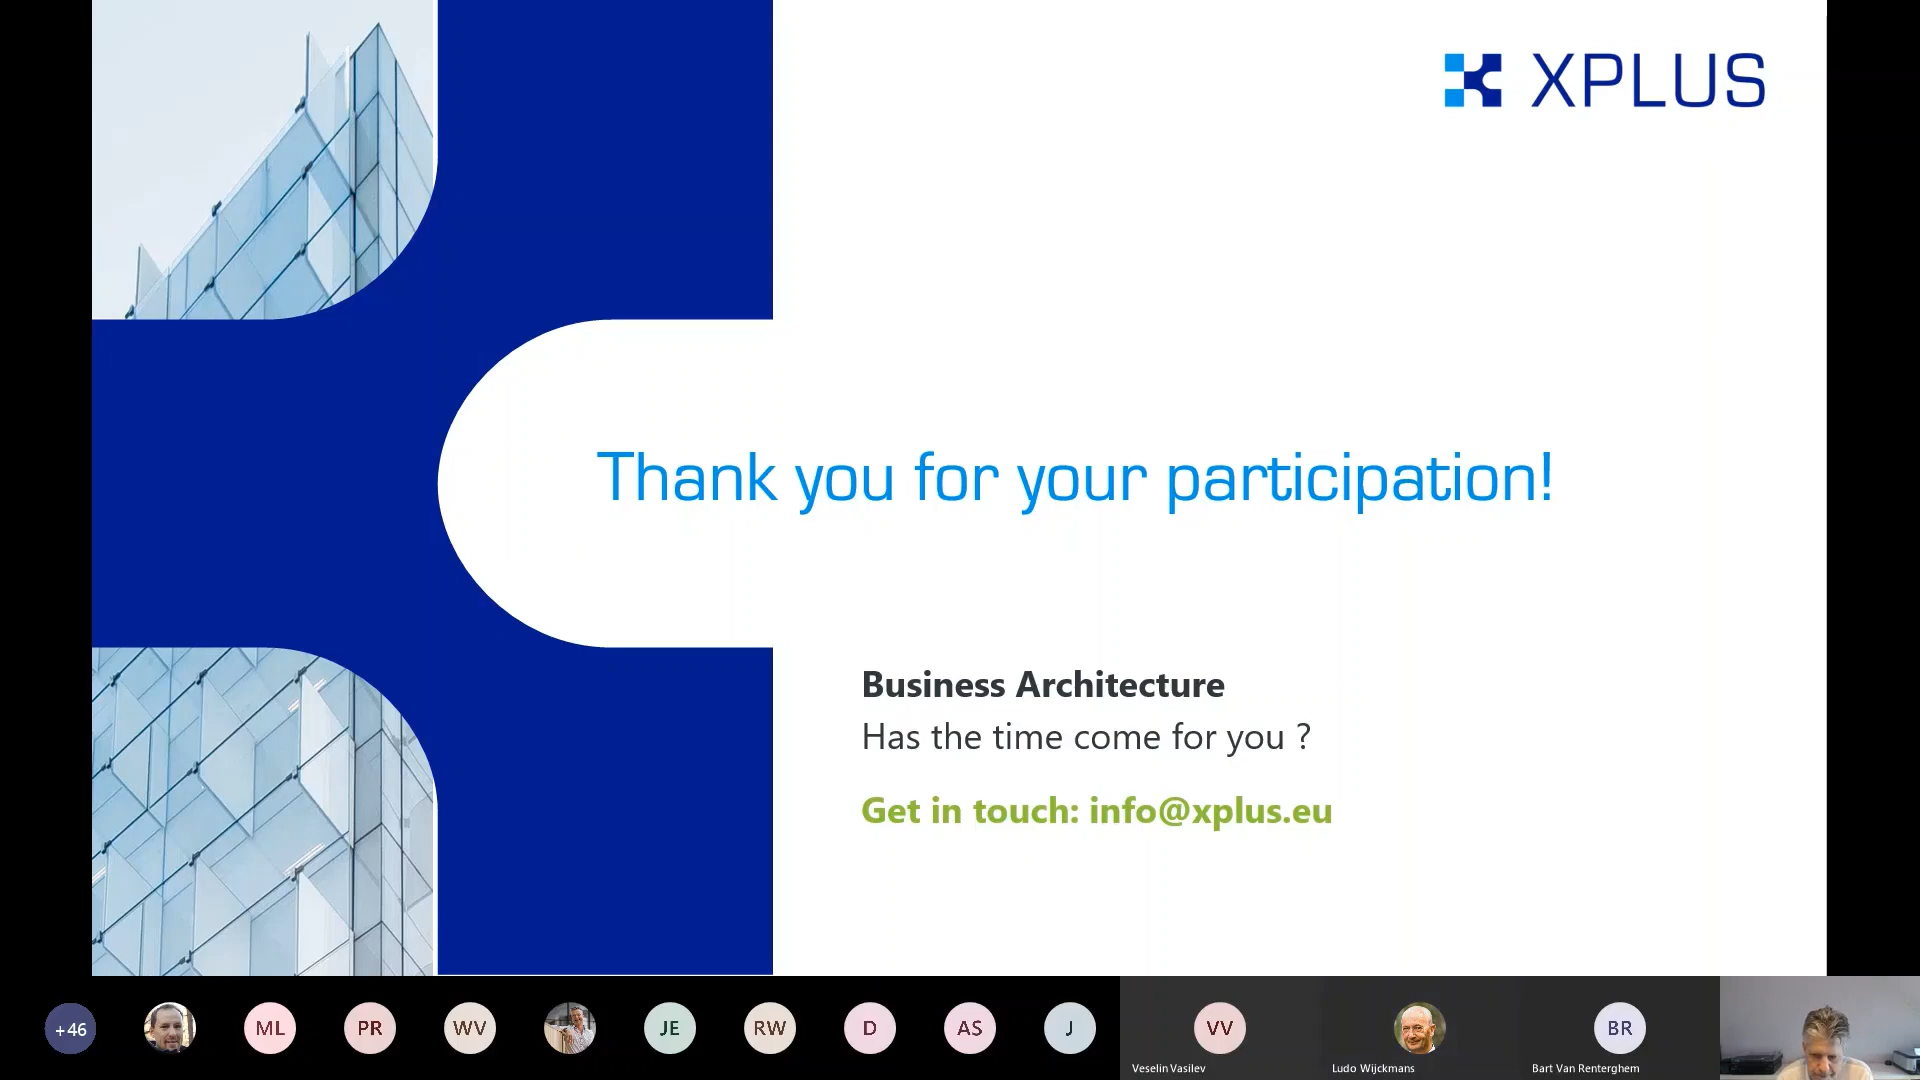 XPLUS
Thank you for your participation!
Business Architecture
Has the time come for you ?
Get in touch: info@xplus.eu
+46
ML
PR
WV
JE
RW
D
AS
J
VV
BR
Veselin Vasilev
Ludo Wijckmans
Bart Van Renterghem